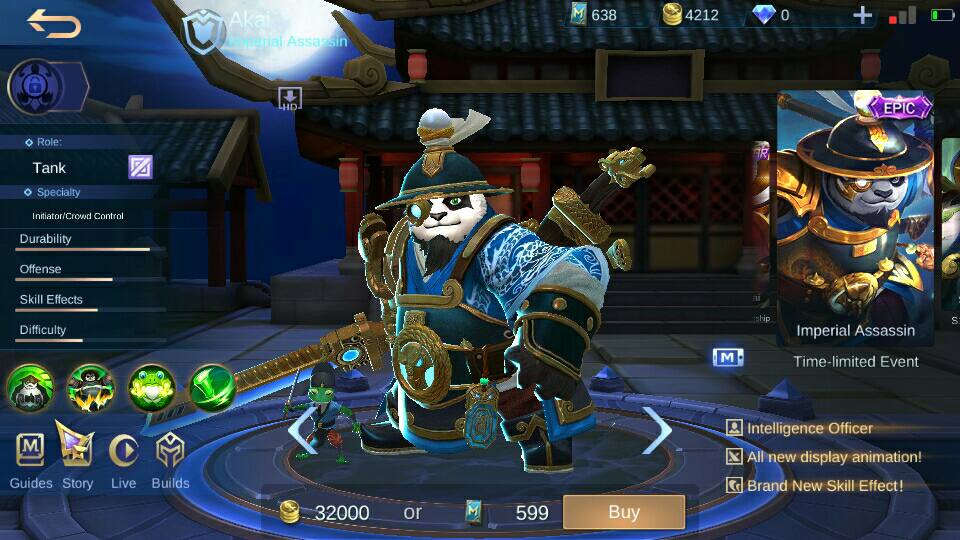 Akai
Imperial Assassin
638
4212
0
HD
EPIC
Role:
Tank
Specialty
Initiator/Crowd Control
Durability
Offense
Skill Effects
Difficulty
Imperial Assassin
Time-limited Event
M
Intelligence Officer
All new display animation!
Brand New Skill Effect!
Guides
Story
Live
Builds
32000
or
599
Buy